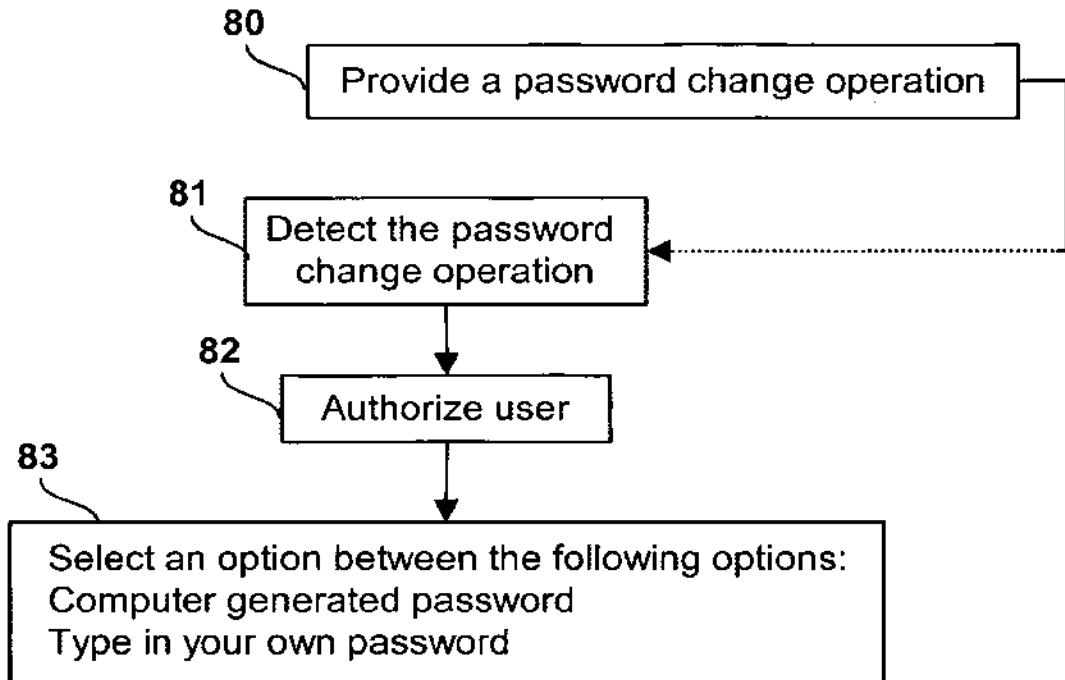 80
Provide a password change operation
81
Detect the password
change operation
82
Authorize user
83
Select an option between the following options:
Computer generated password
Type in your own password